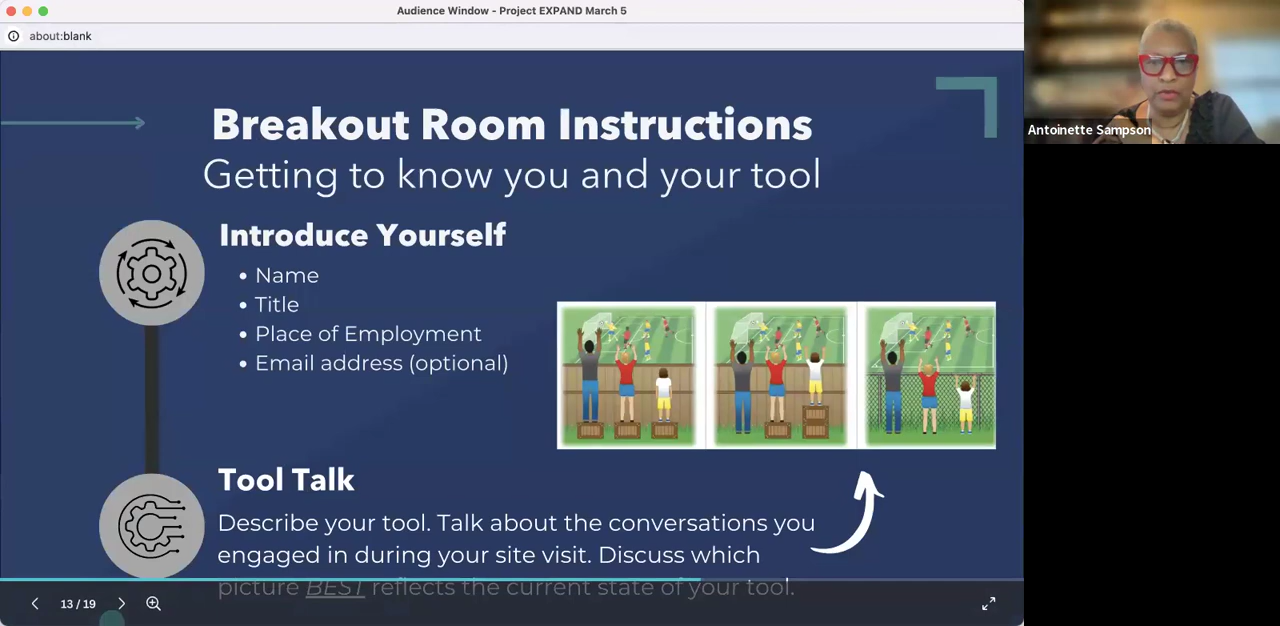 Audience Window - Project EXPAND March 5
about:blank
Breakout Room Instructions
Getting to know you and your tool
Introduce Yourself
Name
Title
Place of Employment
Email address (optional)
Tool Talk
Describe your tool. Talk about the conversations you
engaged in during your site visit. Discuss which
picture BEST reflects the current state of your tool.
13 / 19
Antoinette Sampson